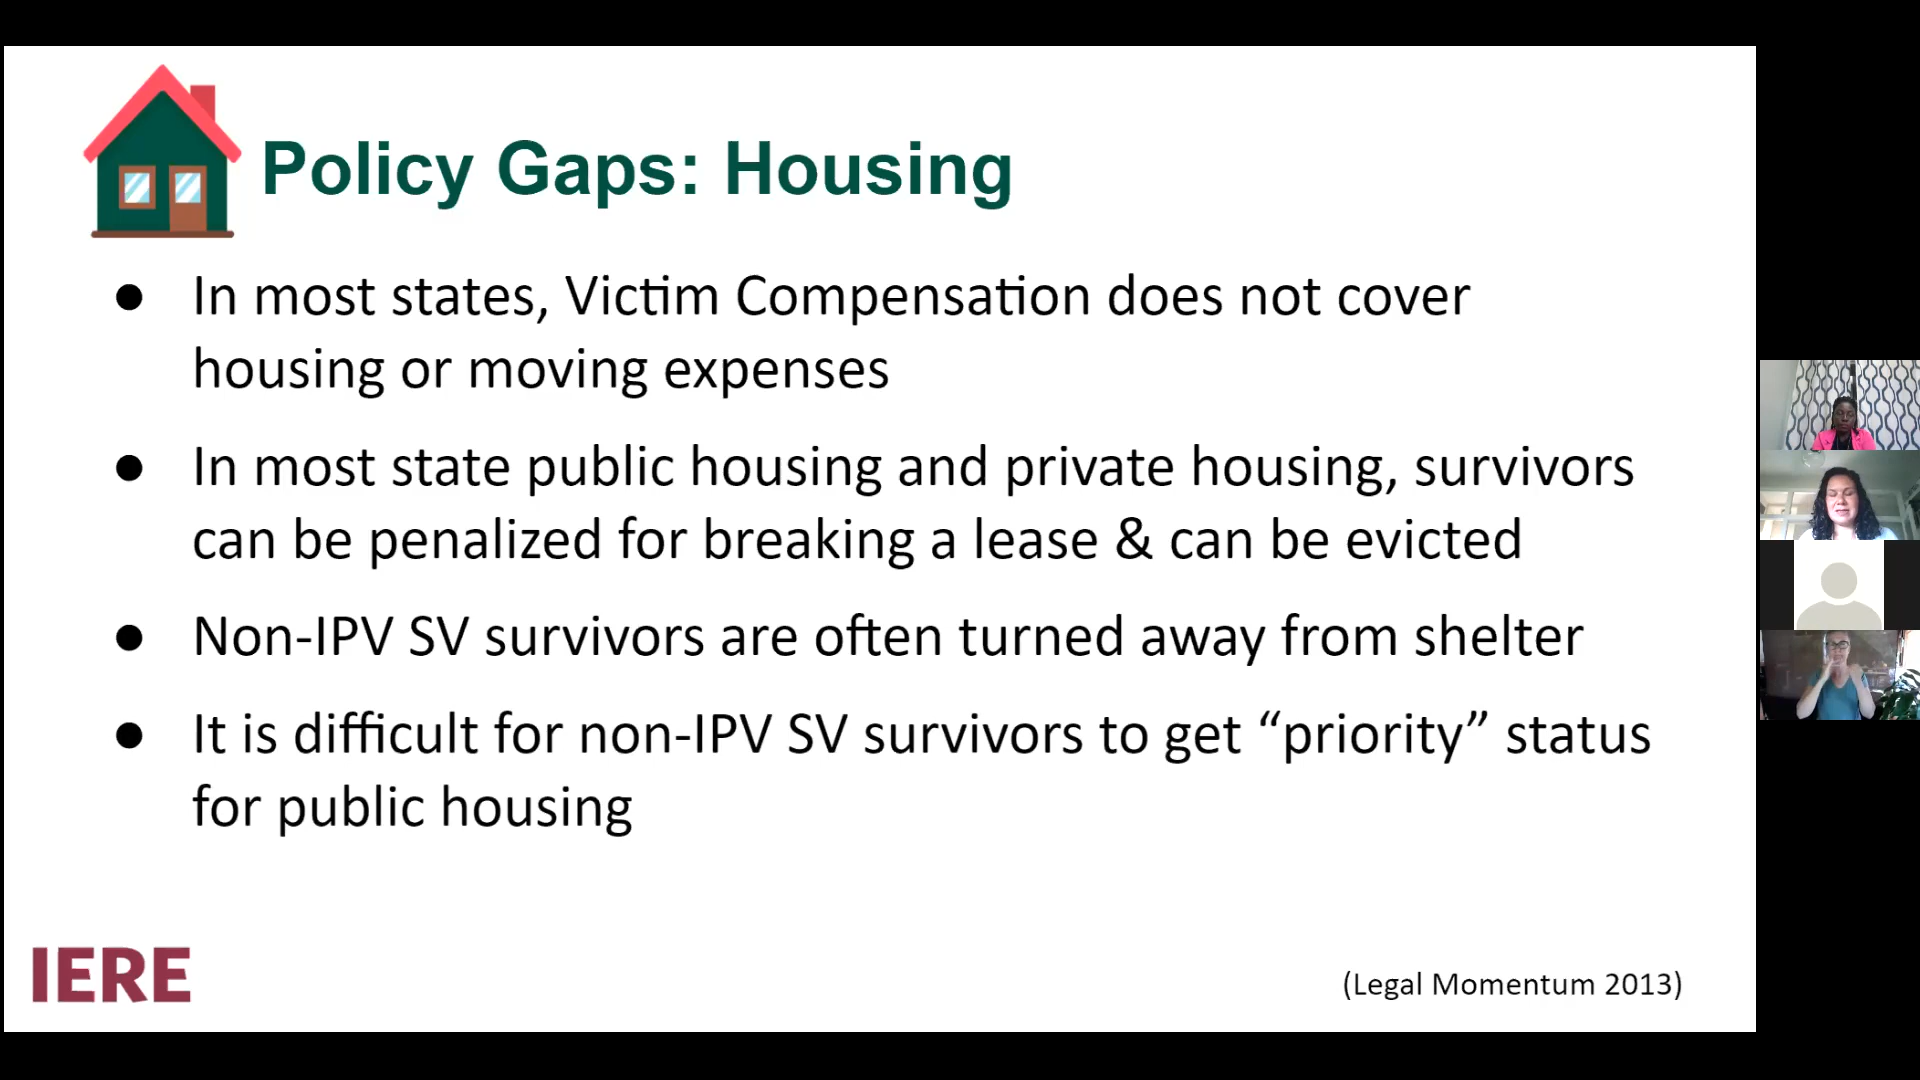 Policy Gaps: Housing
● In most states, Victim Compensation does not cover
housing or moving expenses
● In most state public housing and private housing, survivors
can be penalized for breaking a lease & can be evicted
● Non-IPV SV survivors are often turned away from shelter
● It is difficult for non-IPV SV survivors to get “priority” status
for public housing
IERE
(Legal Momentum 2013)